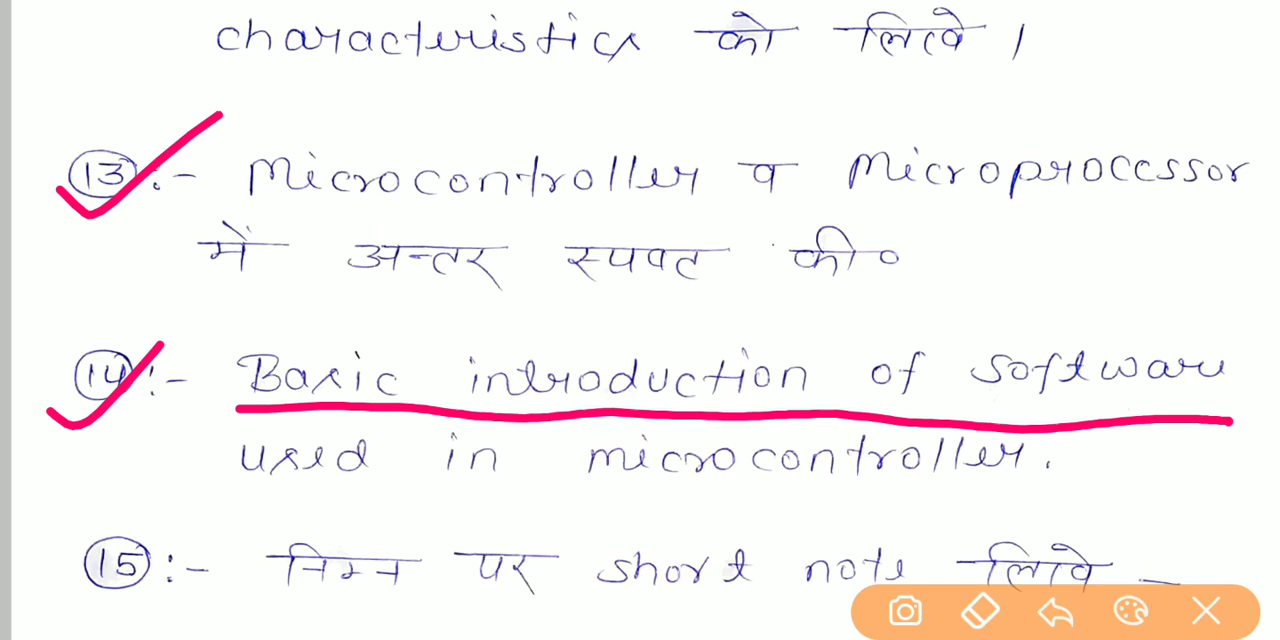 characteristics को लिखे ।
(13):- Microcontroller व Microprocessor
में अन्तर स्पष्ट की०
(14):- Basic introduction of software
used in microcontroller.
(15):- निम्न पर short note लिखे -